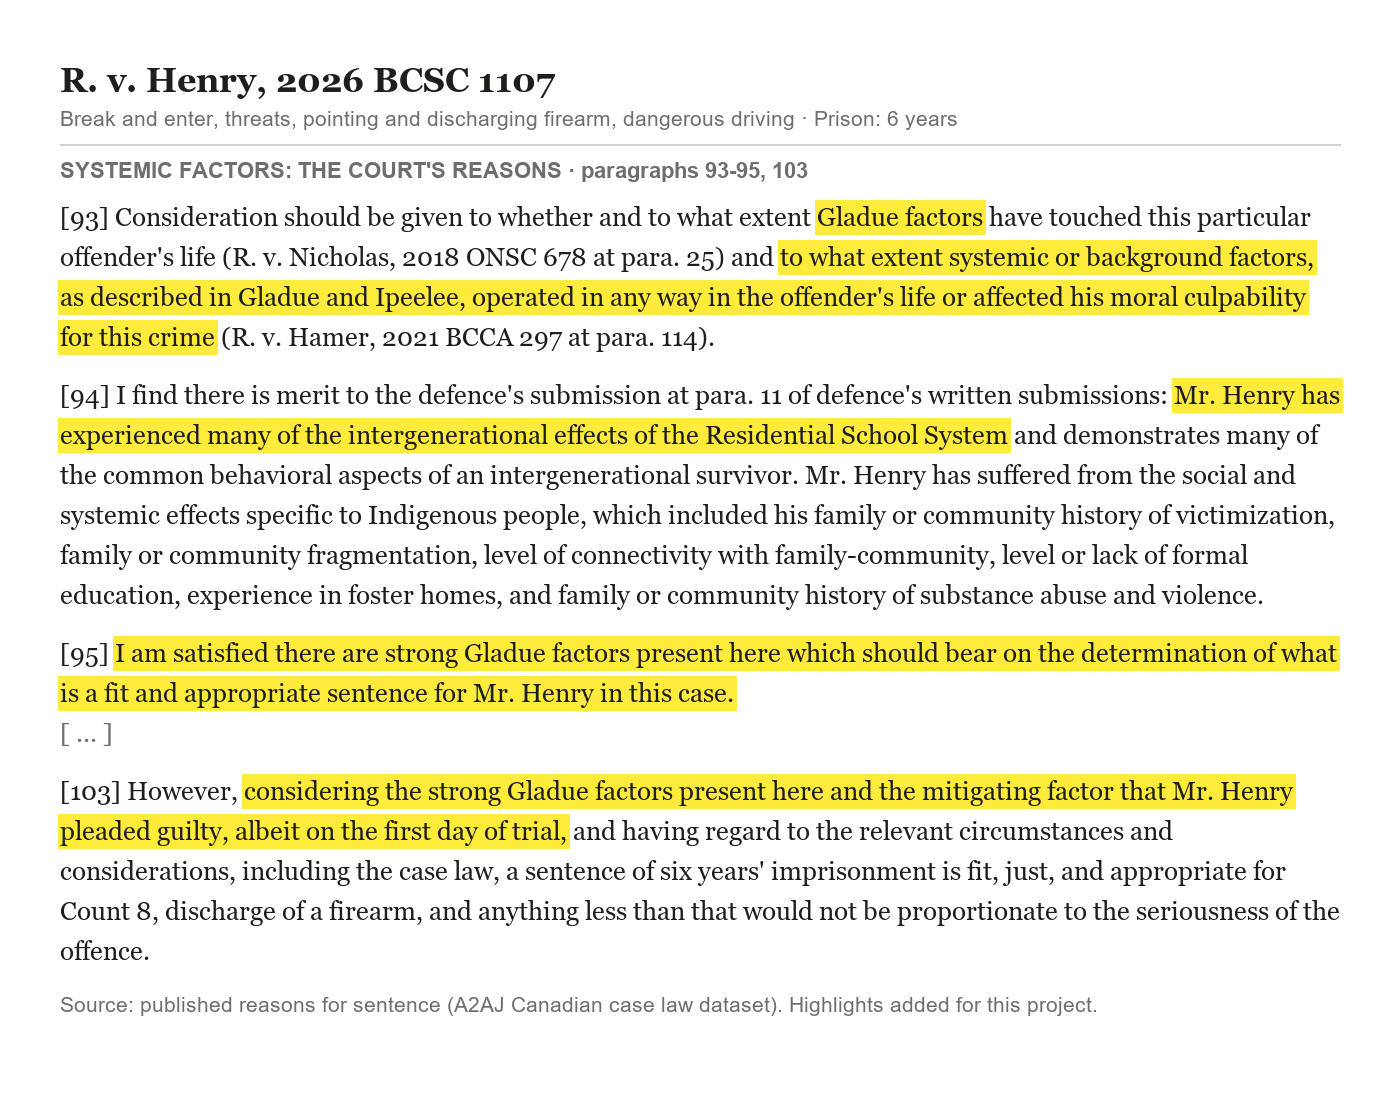 R. v. Henry, 2026 BCSC 1107
Break and enter, threats, pointing and discharging firearm, dangerous driving · Prison: 6 years
SYSTEMIC FACTORS: THE COURT'S REASONS · paragraphs 93-95, 103
[93] Consideration should be given to whether and to what extent Gladue factors have touched this particular
offender's life (R. v. Nicholas, 2018 ONSC 678 at para. 25) and to what extent systemic or background factors,
as described in Gladue and Ipeelee, operated in any way in the offender's life or affected his moral culpability
for this crime (R. v. Hamer, 2021 BCCA 297 at para. 114).
[94] I find there is merit to the defence's submission at para. 11 of defence's written submissions: Mr. Henry has
experienced many of the intergenerational effects of the Residential School System and demonstrates many of
the common behavioral aspects of an intergenerational survivor. Mr. Henry has suffered from the social and
systemic effects specific to Indigenous people, which included his family or community history of victimization,
family or community fragmentation, level of connectivity with family-community, level or lack of formal
education, experience in foster homes, and family or community history of substance abuse and violence.
[95] I am satisfied there are strong Gladue factors present here which should bear on the determination of what
is a fit and appropriate sentence for Mr. Henry in this case.
[ ... ]
[103] However, considering the strong Gladue factors present here and the mitigating factor that Mr. Henry
pleaded guilty, albeit on the first day of trial, and having regard to the relevant circumstances and
considerations, including the case law, a sentence of six years' imprisonment is fit, just, and appropriate for
Count 8, discharge of a firearm, and anything less than that would not be proportionate to the seriousness of the
offence.
Source: published reasons for sentence (A2AJ Canadian case law dataset). Highlights added for this project.